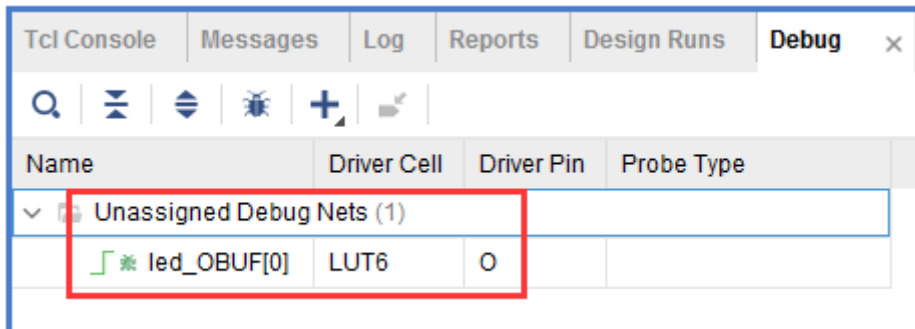 Tcl Console Messages Log Reports Design Runs Debug
Name Driver Cell Driver Pin Probe Type
Unassigned Debug Nets (1)
led_OBUF[0] LUT6 O